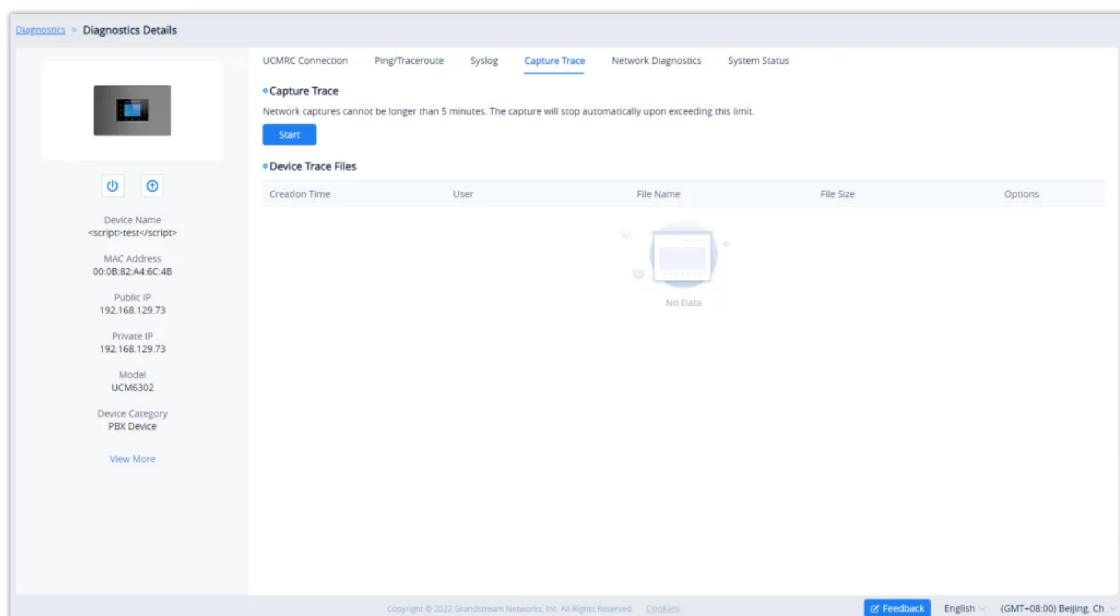 Diagnostics > Diagnostics Details
UCMRC Connection Ping/Traceroute Syslog Capture Trace Network Diagnostics System Status
Capture Trace
Network captures cannot be longer than 5 minutes. The capture will stop automatically upon exceeding this limit.
Start
Device Trace Files
Creation Time User File Name File Size Options
No Data
Device Name
<script>test</script>
MAC Address
00:0B:82:A4:6C:4B
Public IP
192.168.129.73
Private IP
192.168.129.73
Model
UCM6302
Device Category
PBX Device
View More
Copyright © 2022 Grandstream Networks, Inc. All Rights Reserved. Cookies
Feedback English (GMT+08:00) Beijing, Ch